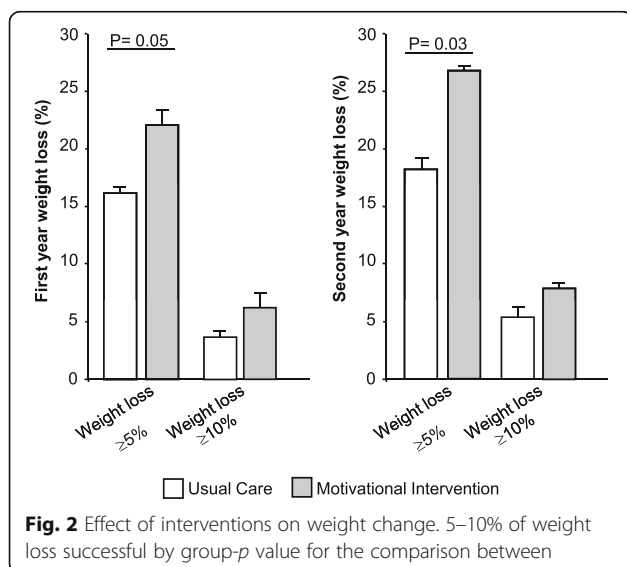 30
25
20
15
10
5
0
First year weight loss (%)
P= 0.05
Weight loss
≥5%
Weight loss
≥10%
30
25
20
15
10
5
0
Second year weight loss (%)
P= 0.03
Weight loss
≥5%
Weight loss
≥10%
Usual Care Motivational Intervention
Fig. 2 Effect of interventions on weight change. 5–10% of weight
loss successful by group-p value for the comparison between